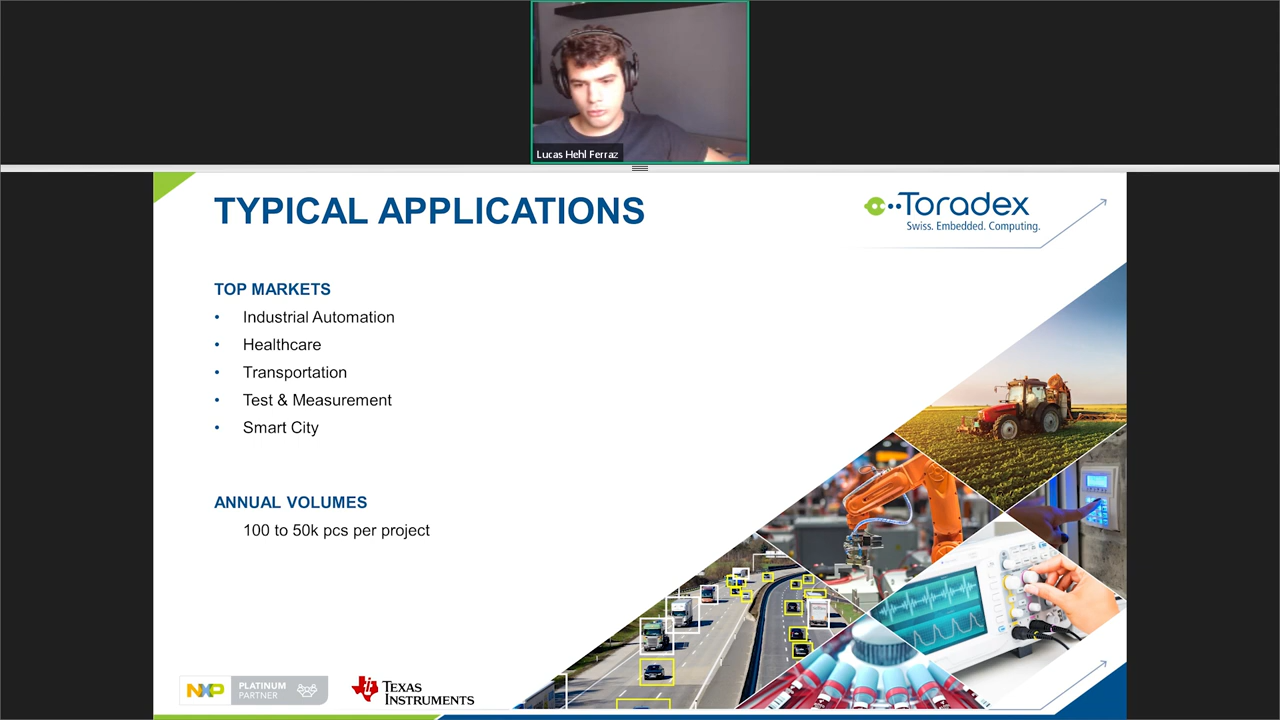 Lucas Hehl Ferraz
TYPICAL APPLICATIONS
Toradex
Swiss. Embedded. Computing.
TOP MARKETS
• Industrial Automation
• Healthcare
• Transportation
• Test & Measurement
• Smart City
ANNUAL VOLUMES
100 to 50k pcs per project
NXP
PLATINUM
PARTNER
TEXAS
INSTRUMENTS